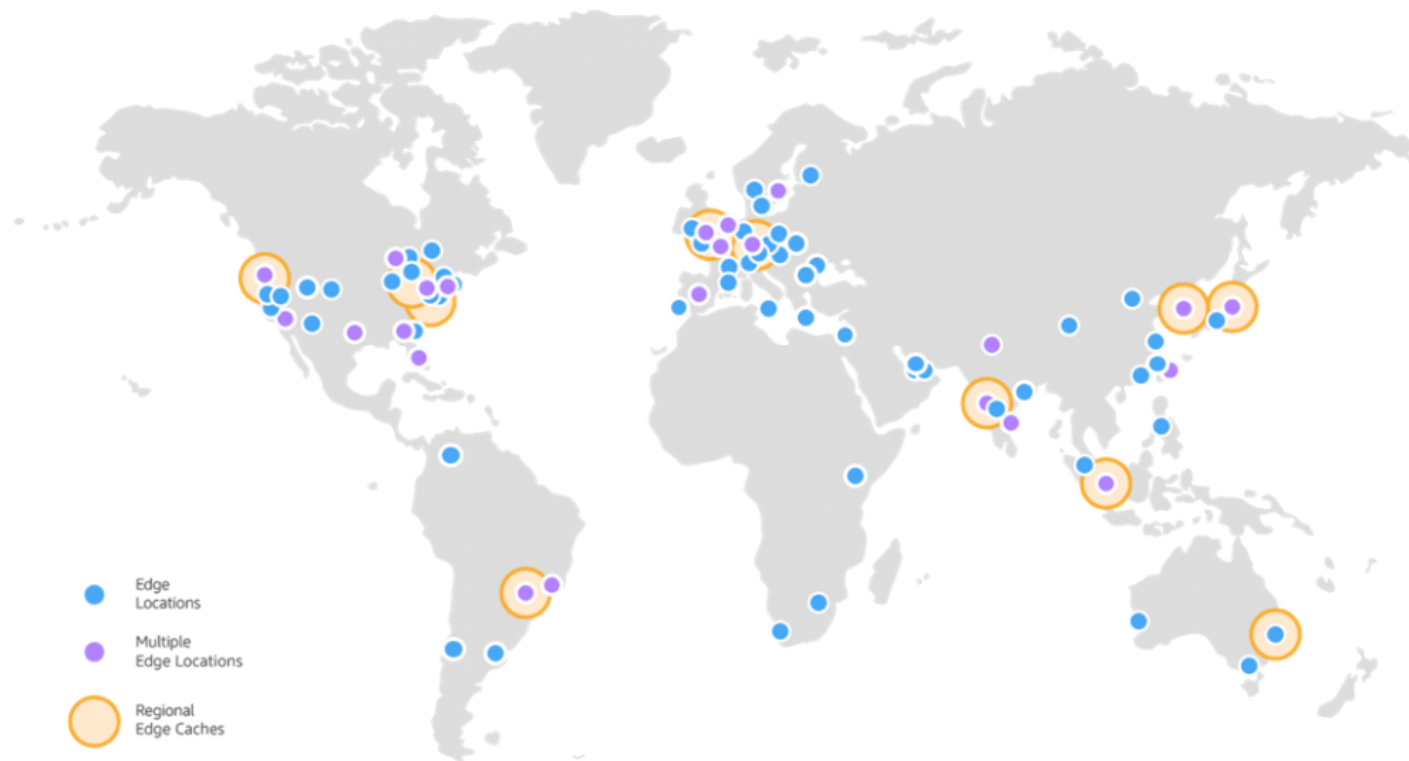 Edge
Locations
Multiple
Edge Locations
Regional
Edge Caches